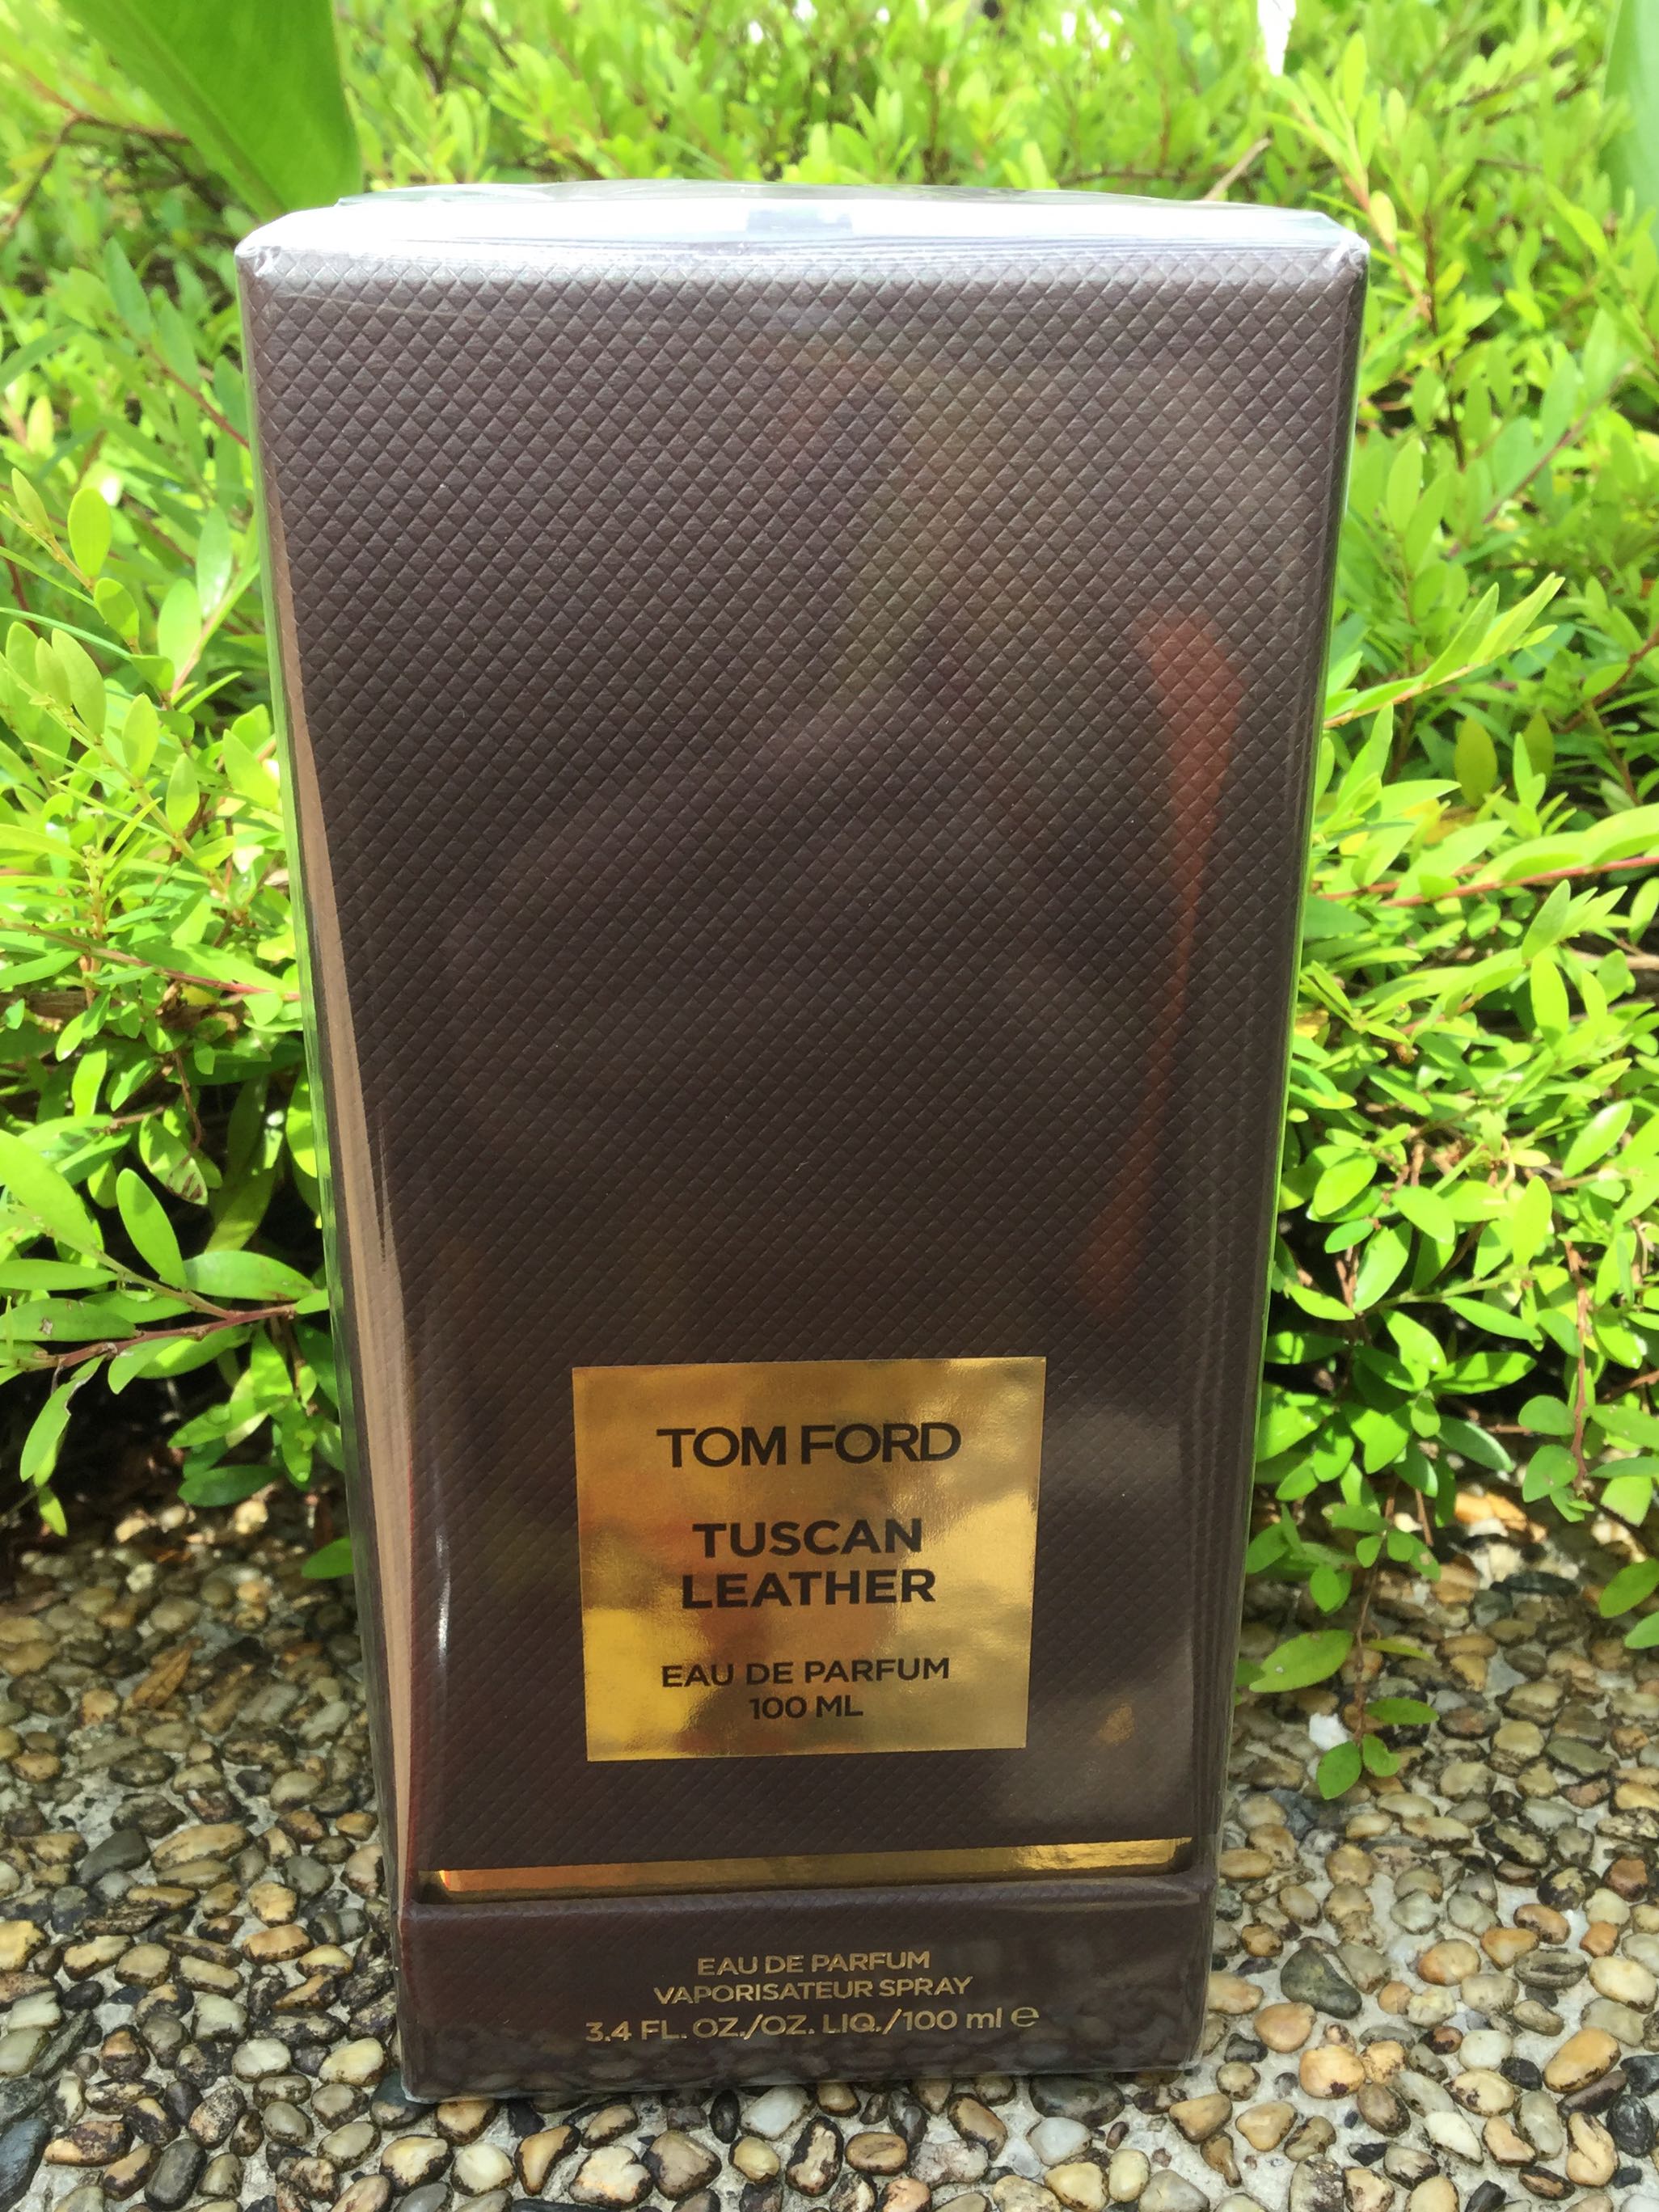 TOM FORD
TUSCAN
LEATHER
EAU DE PARFUM
100 ML
EAU DE PARFUM
VAPORISATEUR SPRAY
3.4 FL. OZ./OZ. LIQ./100 ml ℮